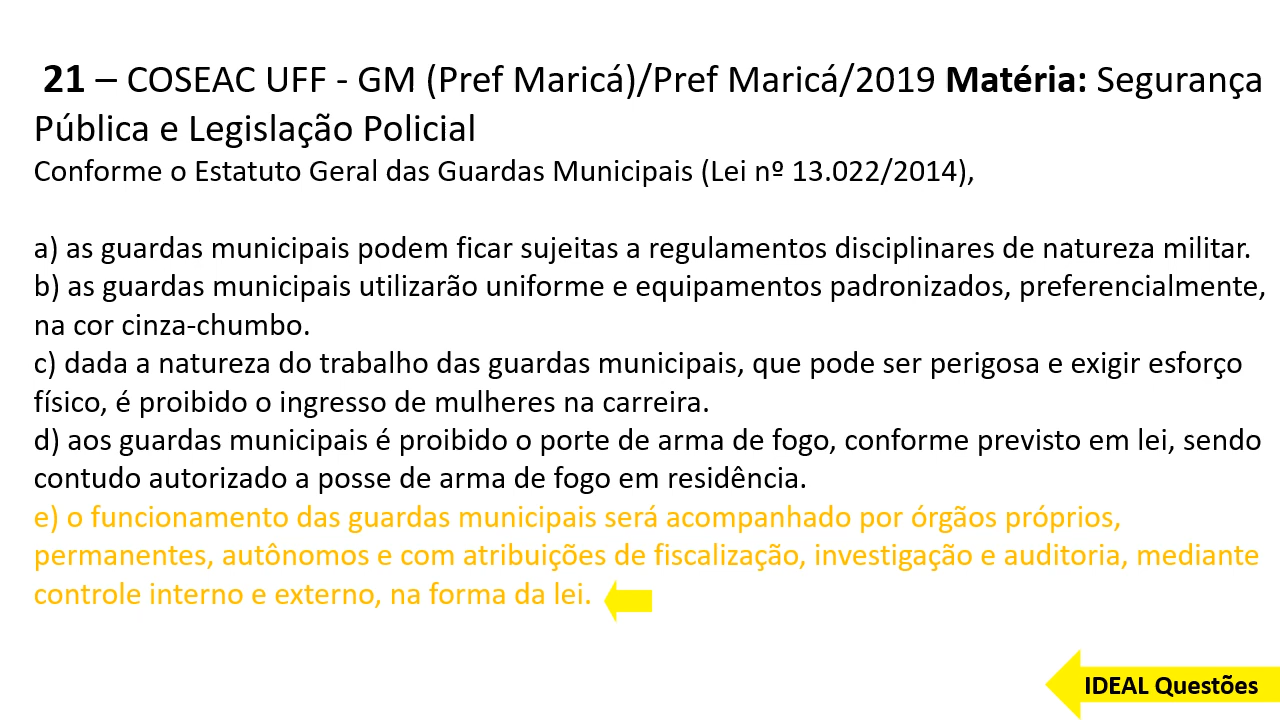 21 – COSEAC UFF - GM (Pref Maricá)/Pref Maricá/2019 Matéria: Segurança
Pública e Legislação Policial
Conforme o Estatuto Geral das Guardas Municipais (Lei nº 13.022/2014),
a) as guardas municipais podem ficar sujeitas a regulamentos disciplinares de natureza militar.
b) as guardas municipais utilizarão uniforme e equipamentos padronizados, preferencialmente,
na cor cinza-chumbo.
c) dada a natureza do trabalho das guardas municipais, que pode ser perigosa e exigir esforço
físico, é proibido o ingresso de mulheres na carreira.
d) aos guardas municipais é proibido o porte de arma de fogo, conforme previsto em lei, sendo
contudo autorizado a posse de arma de fogo em residência.
e) o funcionamento das guardas municipais será acompanhado por órgãos próprios,
permanentes, autônomos e com atribuições de fiscalização, investigação e auditoria, mediante
controle interno e externo, na forma da lei.
IDEAL Questões